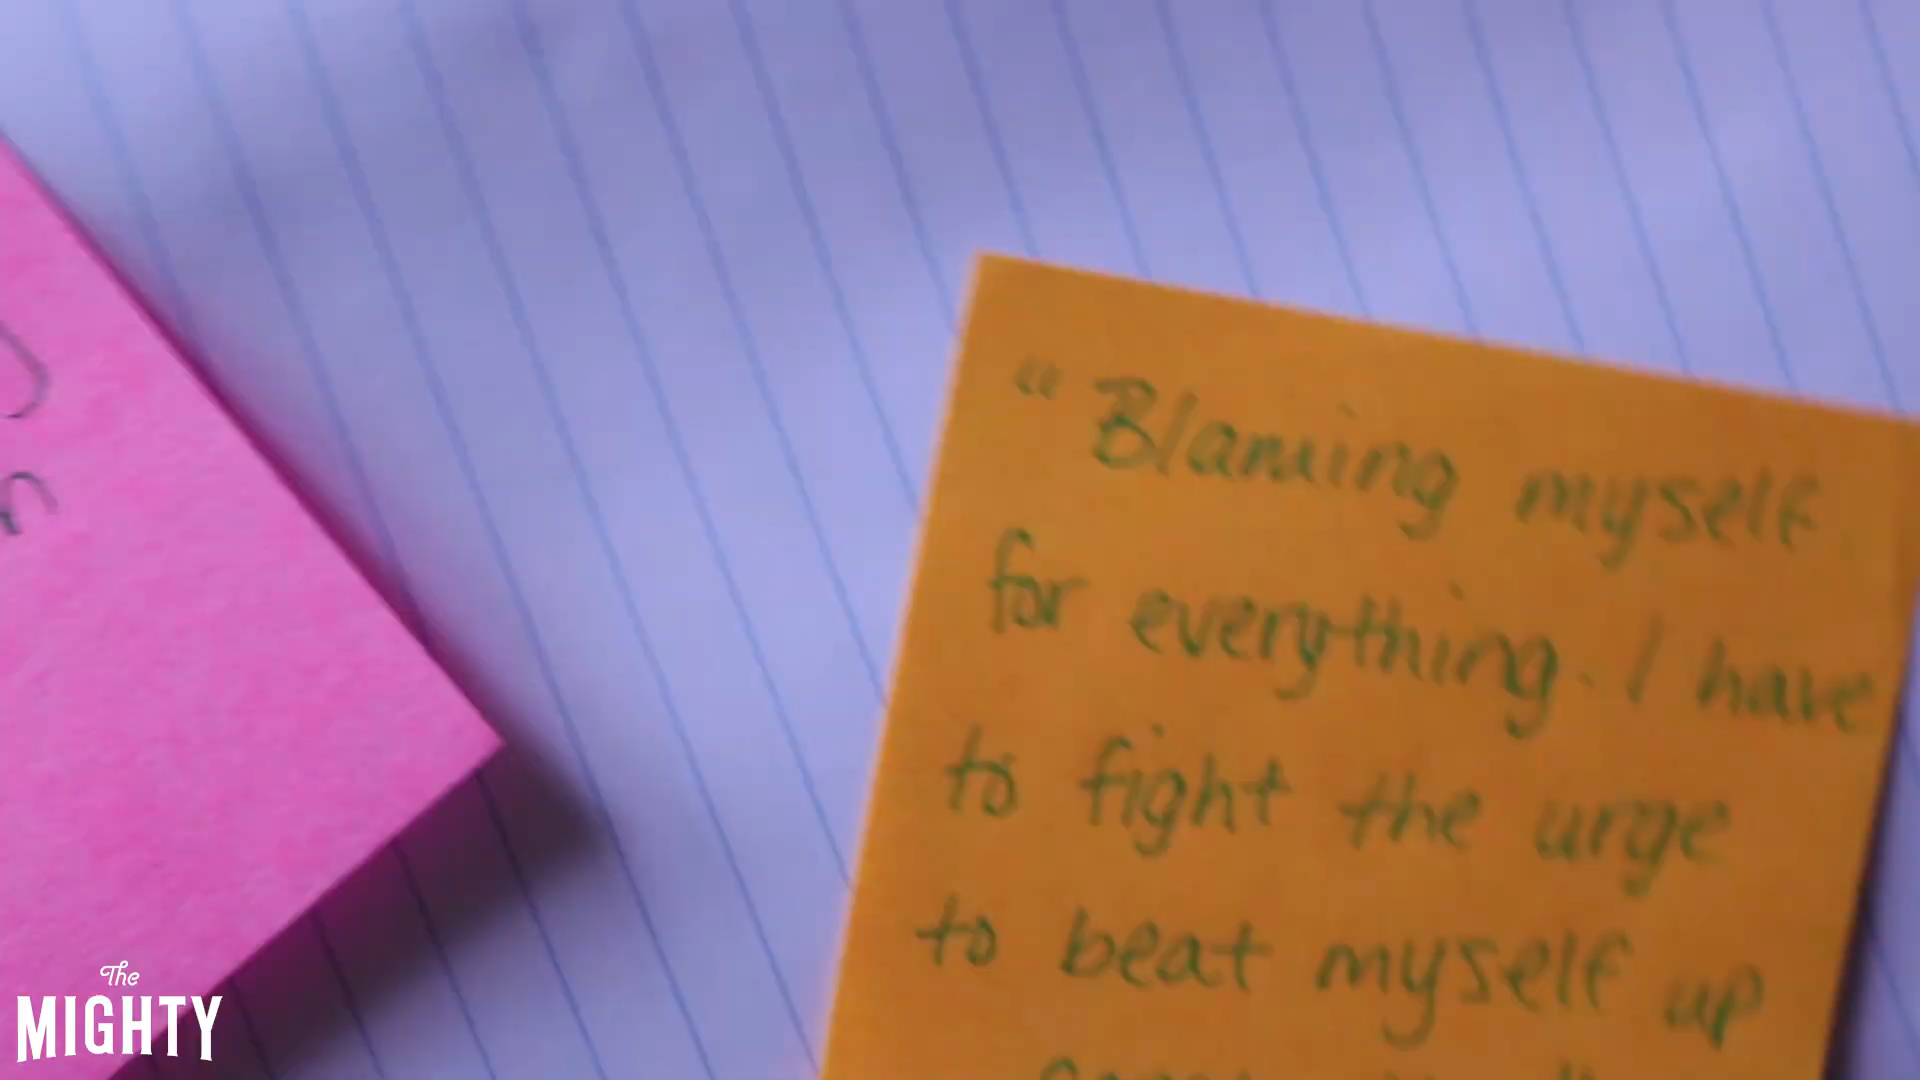 “Blaming myself
for everything. I have
to fight the urge
to beat myself up
The
MIGHTY